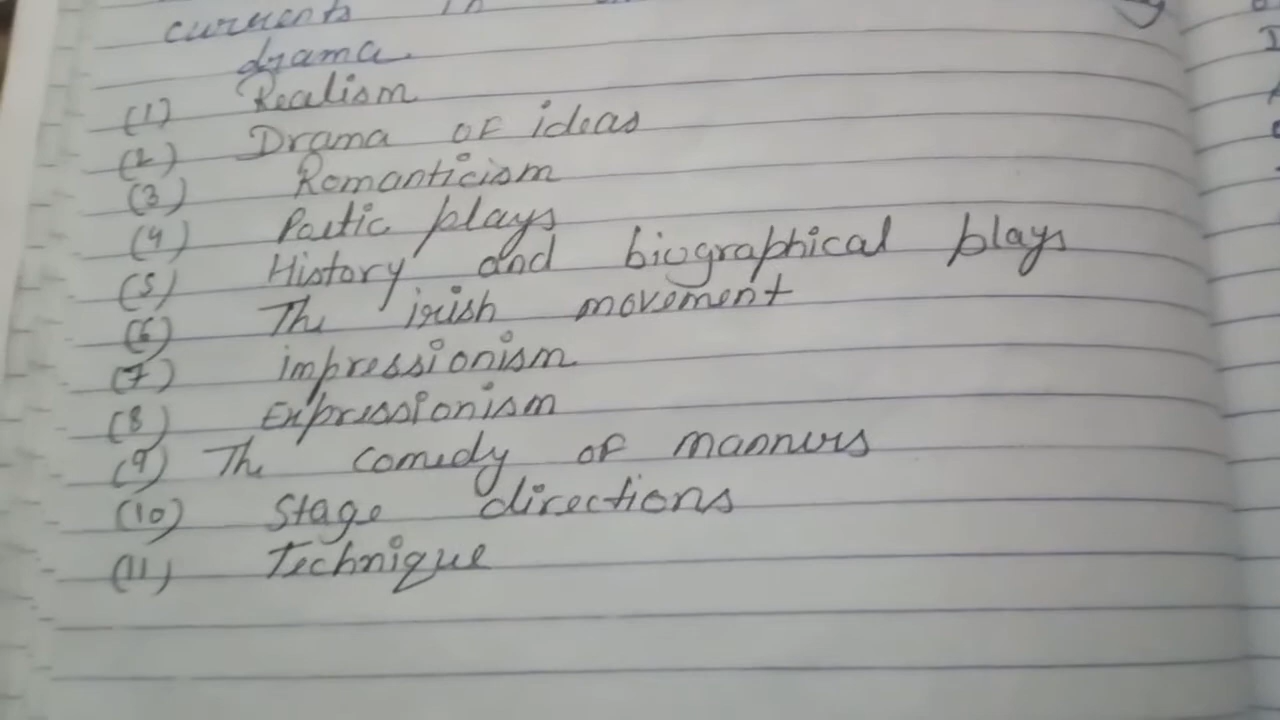 currents in
drama.
(1) Realism
(2) Drama of ideas
(3) Romanticism
(4) Poetic plays
(5) History and biographical plays
(6) The irish movement
(7) impressionism
(8) Expressionism
(9) The comedy of manners
(10) Stage directions
(11) Technique